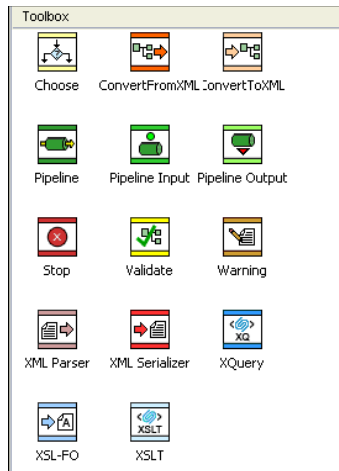 Toolbox
Choose ConvertFromXML ConvertToXML
Pipeline Pipeline Input Pipeline Output
Stop Validate Warning
XQ
XML Parser XML Serializer XQuery
A XSLT
XSL-FO XSLT